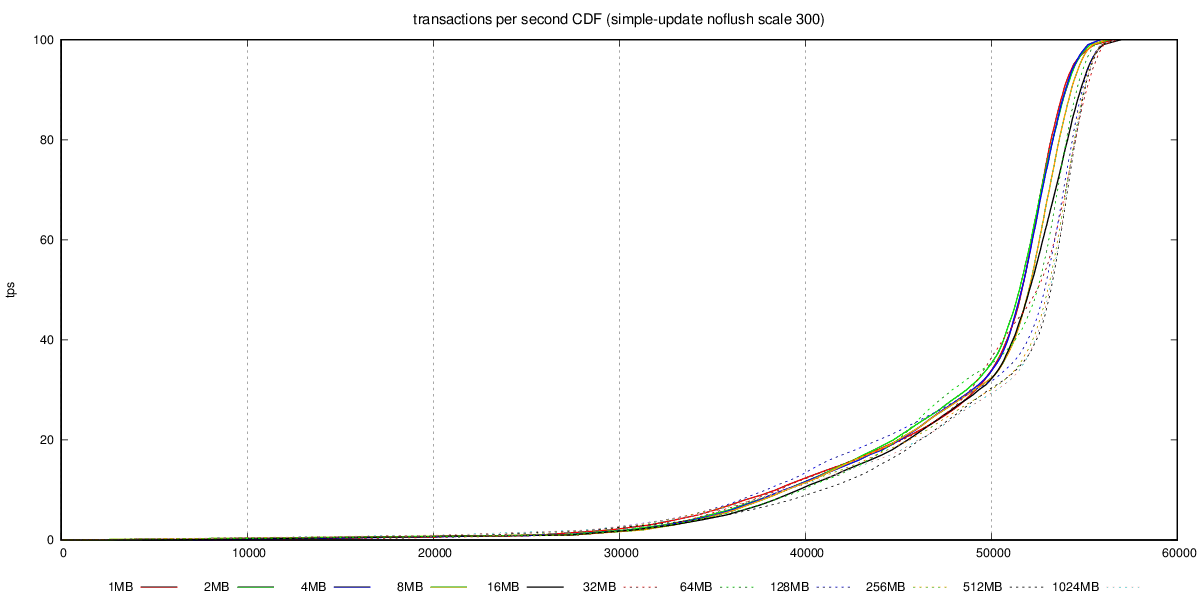 transactions per second CDF (simple-update noflush scale 300)
100
80
60
40
20
0
tps
0 10000 20000 30000 40000 50000 60000
1MB 2MB 4MB 8MB 16MB 32MB 64MB 128MB 256MB 512MB 1024MB